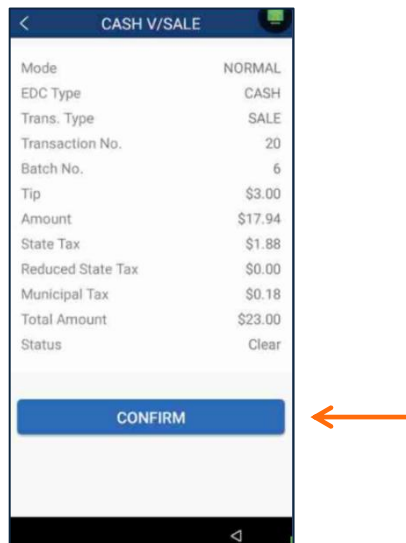 CASH V/SALE
Mode NORMAL
EDC Type CASH
Trans. Type SALE
Transaction No. 20
Batch No. 6
Tip $3.00
Amount $17.94
State Tax $1.88
Reduced State Tax $0.00
Municipal Tax $0.18
Total Amount $23.00
Status Clear
CONFIRM